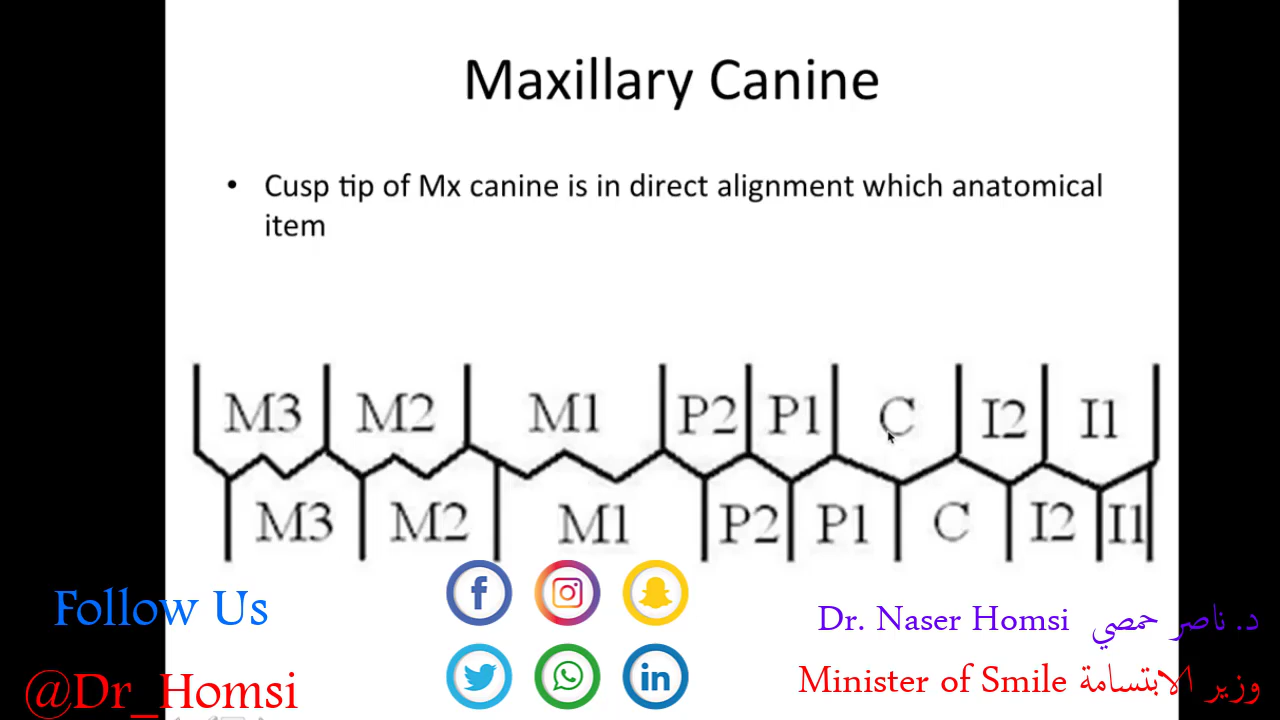 Maxillary Canine
• Cusp tip of Mx canine is in direct alignment which anatomical
item
M3 M2 M1 P2 P1 C I2 I1
M3 M2 M1 P2 P1 C I2 I1
Follow Us
@Dr_Homsi
Dr. Naser Homsi د. ناصر حمصي
Minister of Smile وزير الابتسامة